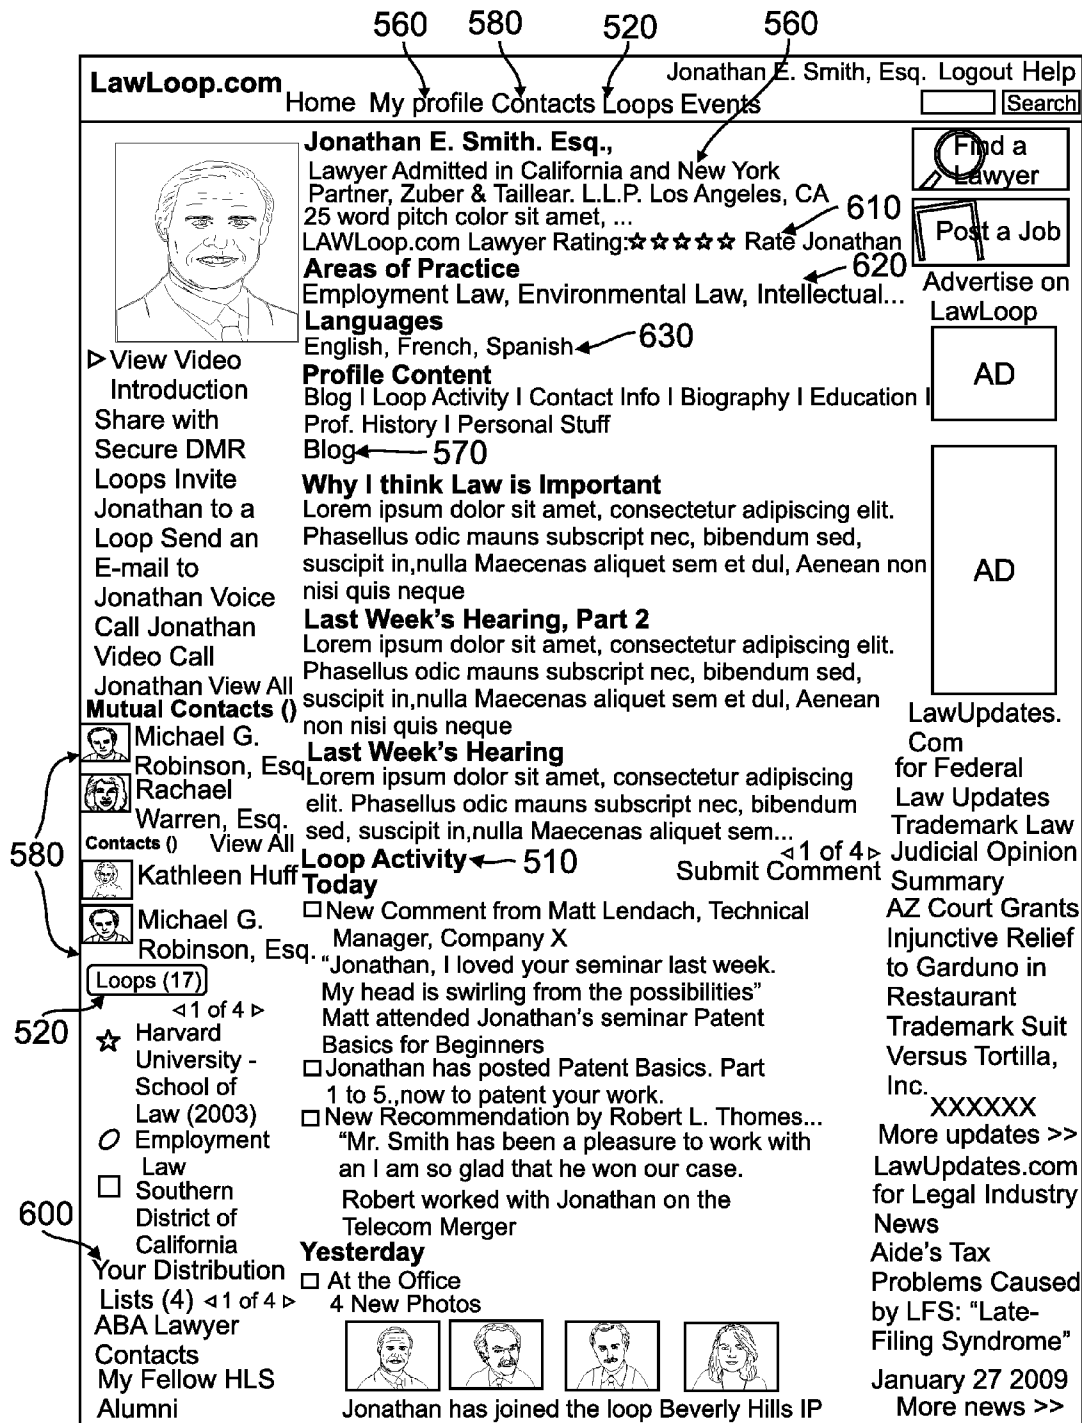 560 580 520 560
LawLoop.com
Jonathan E. Smith, Esq. Logout Help
Home My profile Contacts Loops Events
Search
Jonathan E. Smith. Esq.,
Lawyer Admitted in California and New York
Partner, Zuber & Taillear. L.L.P. Los Angeles, CA
25 word pitch color sit amet, ...
610
LAWLoop.com Lawyer Rating:☆☆☆☆☆ Rate Jonathan
Areas of Practice
620
Employment Law, Environmental Law, Intellectual...
Languages
English, French, Spanish
630
Profile Content
Blog I Loop Activity I Contact Info I Biography I Education I
Prof. History I Personal Stuff
Blog
570
Why I think Law is Important
Lorem ipsum dolor sit amet, consectetur adipiscing elit.
Phasellus odic mauns subscript nec, bibendum sed,
suscipit in,nulla Maecenas aliquet sem et dul, Aenean non
nisi quis neque
Last Week's Hearing, Part 2
Lorem ipsum dolor sit amet, consectetur adipiscing elit.
Phasellus odic mauns subscript nec, bibendum sed,
suscipit in,nulla Maecenas aliquet sem et dul, Aenean
non nisi quis neque
Last Week's Hearing
Lorem ipsum dolor sit amet, consectetur adipiscing
elit. Phasellus odic mauns subscript nec, bibendum
sed, suscipit in,nulla Maecenas aliquet sem...
◁1 of 4▷
Loop Activity
510
Submit Comment
Today
New Comment from Matt Lendach, Technical
Manager, Company X
“Jonathan, I loved your seminar last week.
My head is swirling from the possibilities”
Matt attended Jonathan's seminar Patent
Basics for Beginners
Jonathan has posted Patent Basics. Part
1 to 5.,now to patent your work.
New Recommendation by Robert L. Thomes...
“Mr. Smith has been a pleasure to work with
an I am so glad that he won our case.
Robert worked with Jonathan on the
Telecom Merger
Yesterday
At the Office
4 New Photos
Jonathan has joined the loop Beverly Hills IP
▷View Video
Introduction
Share with
Secure DMR
Loops Invite
Jonathan to a
Loop Send an
E-mail to
Jonathan Voice
Call Jonathan
Video Call
Jonathan View All
Mutual Contacts ()
Michael G.
Robinson, Esq.
Rachael
Warren, Esq.
Contacts () View All
580
Kathleen Huff
Michael G.
Robinson, Esq.
Loops (17)
◁1 of 4▷
520
Harvard
University -
School of
Law (2003)
Employment
Law
Southern
District of
California
600
Your Distribution
Lists (4) ◁1 of 4▷
ABA Lawyer
Contacts
My Fellow HLS
Alumni
Find a
Lawyer
Post a Job
Advertise on
LawLoop
AD
AD
LawUpdates.
Com
for Federal
Law Updates
Trademark Law
Judicial Opinion
Summary
AZ Court Grants
Injunctive Relief
to Garduno in
Restaurant
Trademark Suit
Versus Tortilla,
Inc.
XXXXXX
More updates >>
LawUpdates.com
for Legal Industry
News
Aide's Tax
Problems Caused
by LFS: “Late-
Filing Syndrome”
January 27 2009
More news >>